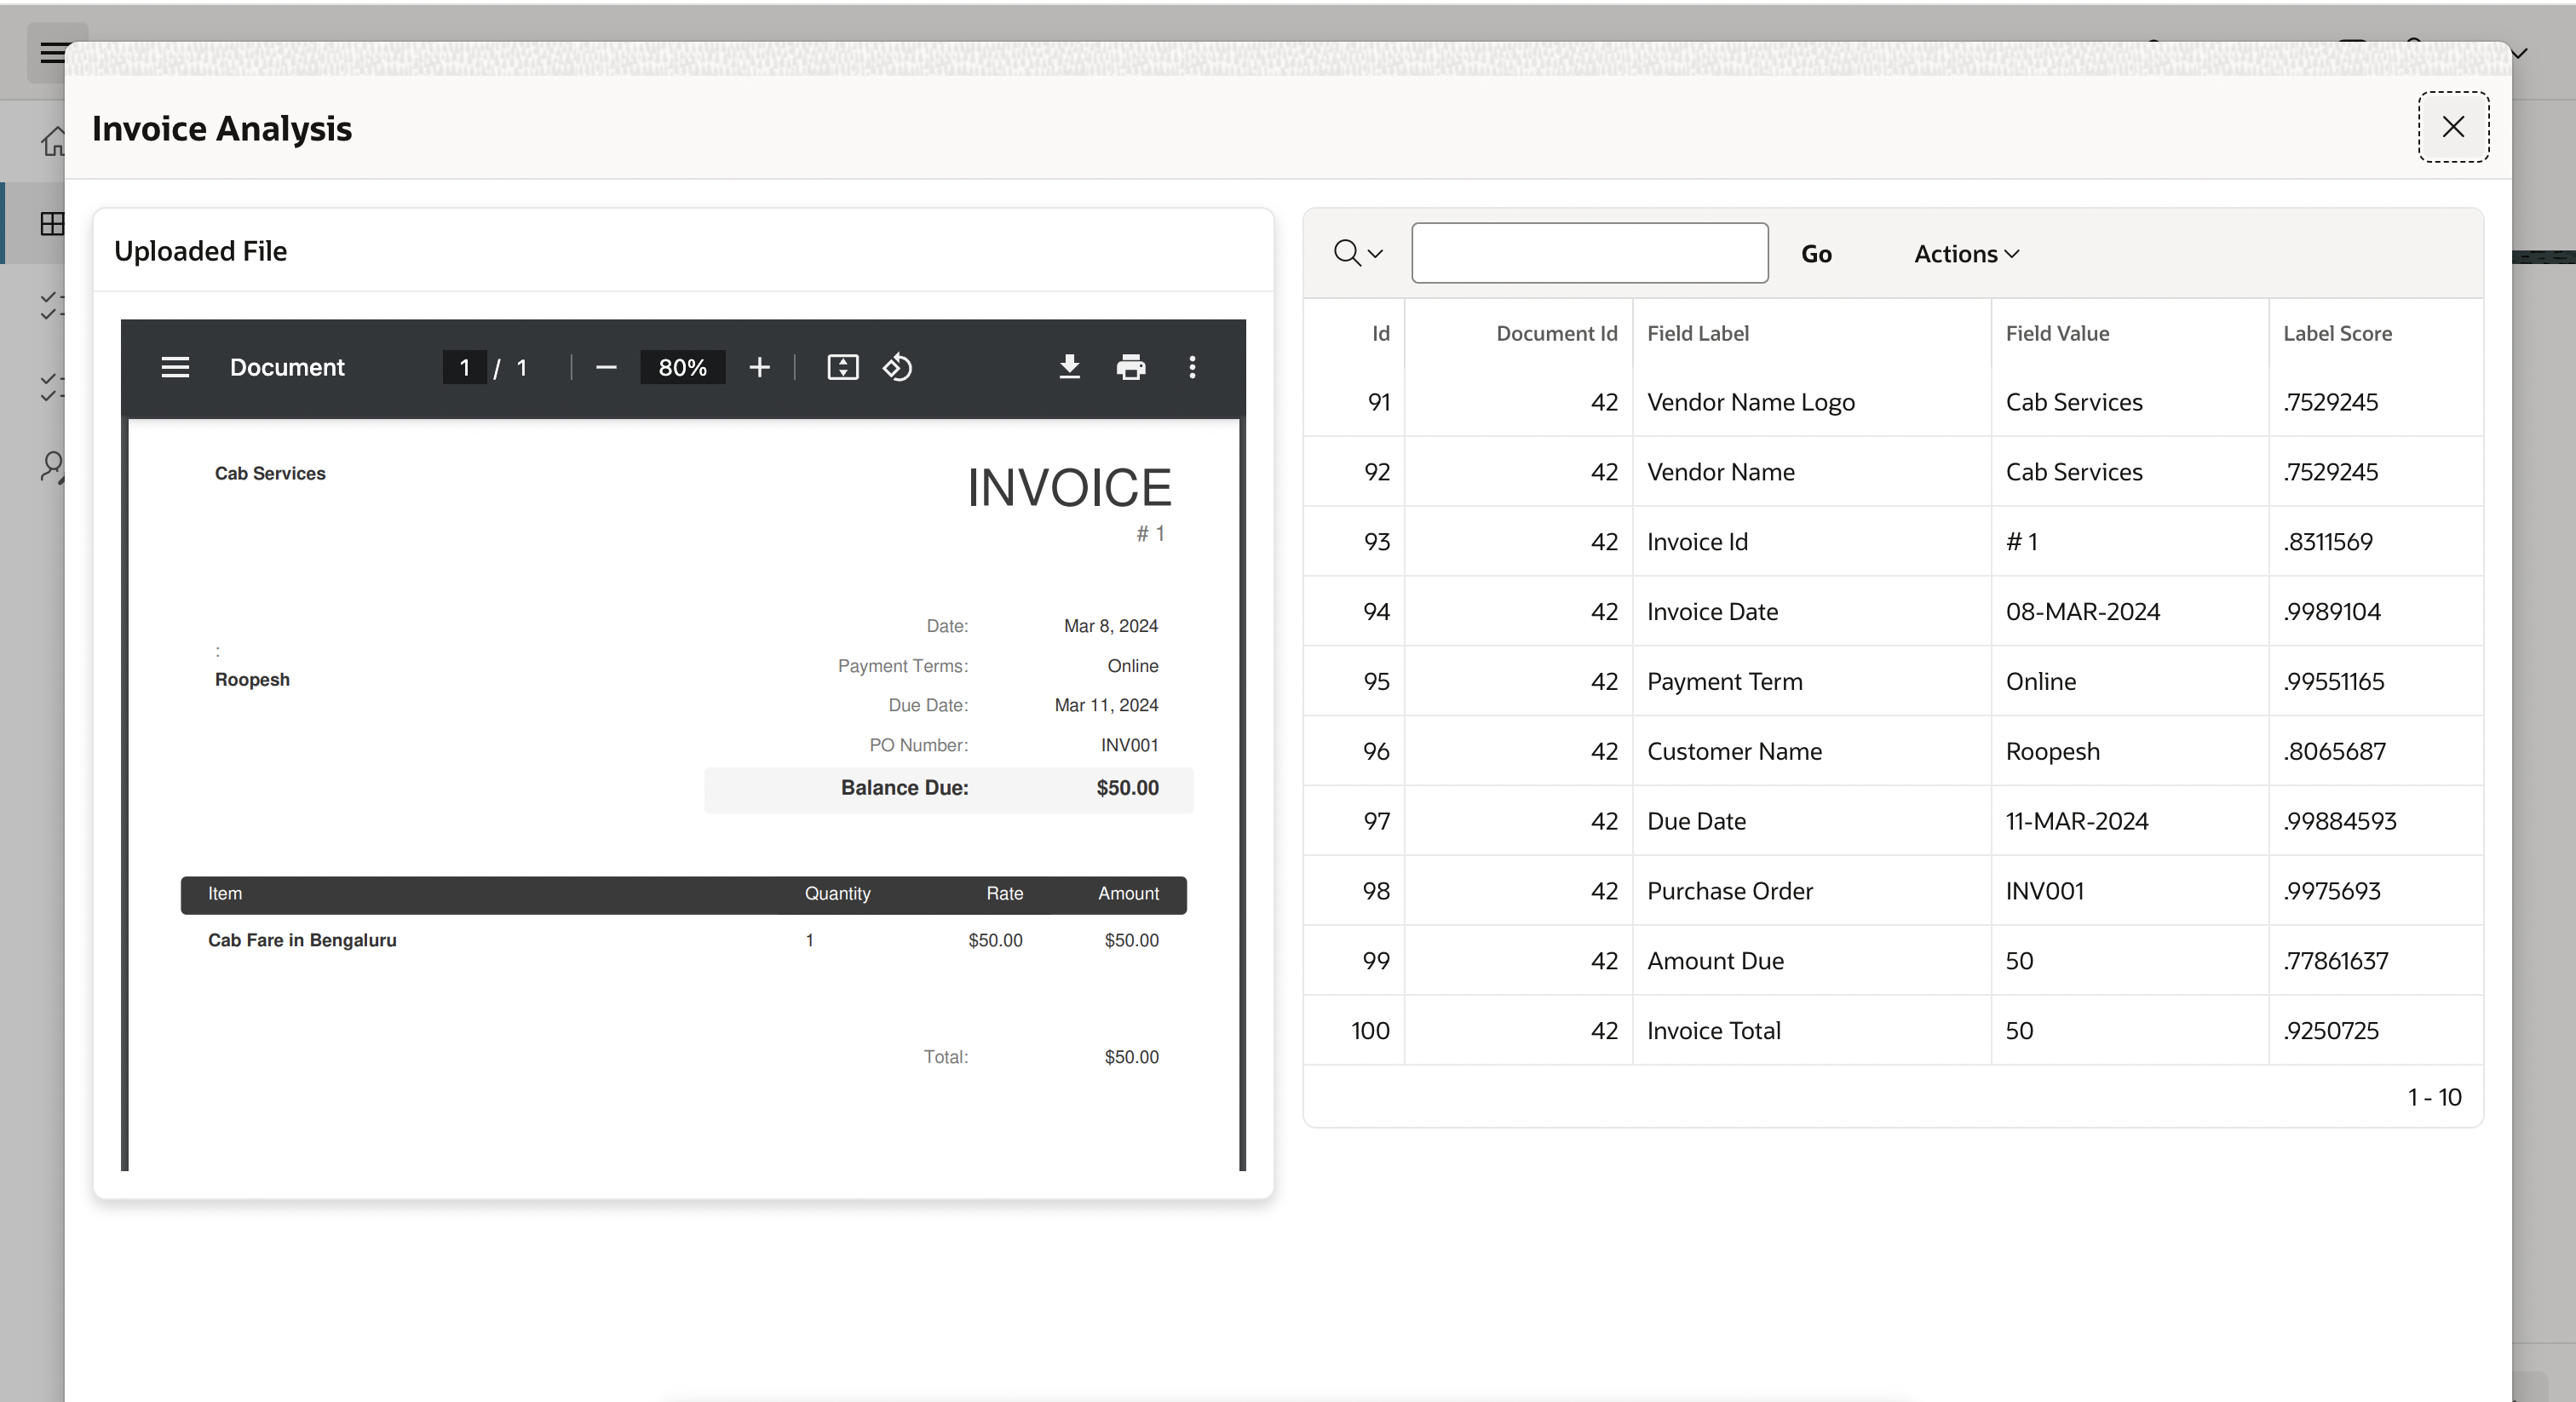 Invoice Analysis
Uploaded File
Document 1 / 1 80%
Cab Services
INVOICE
# 1
Date: Mar 8, 2024
:
Payment Terms: Online
Roopesh
Due Date: Mar 11, 2024
PO Number: INV001
Balance Due: $50.00
Item Quantity Rate Amount
Cab Fare in Bengaluru 1 $50.00 $50.00
Total: $50.00
Go Actions
Id Document Id Field Label Field Value Label Score
91 42 Vendor Name Logo Cab Services .7529245
92 42 Vendor Name Cab Services .7529245
93 42 Invoice Id # 1 .8311569
94 42 Invoice Date 08-MAR-2024 .9989104
95 42 Payment Term Online .99551165
96 42 Customer Name Roopesh .8065687
97 42 Due Date 11-MAR-2024 .99884593
98 42 Purchase Order INV001 .9975693
99 42 Amount Due 50 .77861637
100 42 Invoice Total 50 .9250725
1 - 10